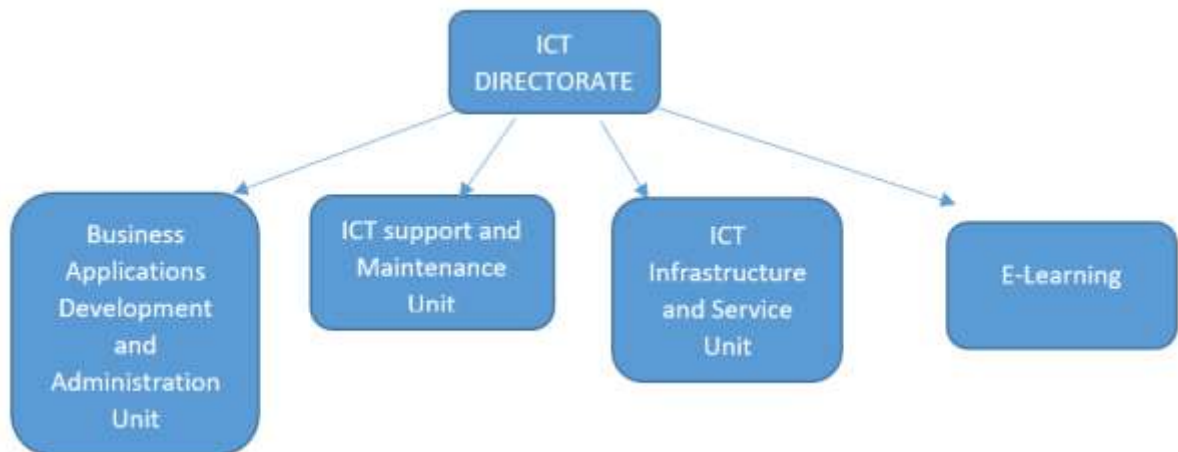 ICT
DIRECTORATE
Business
Applications
Development
and
Administration
Unit
ICT support and
Maintenance
Unit
ICT
Infrastructure
and Service
Unit
E-Learning